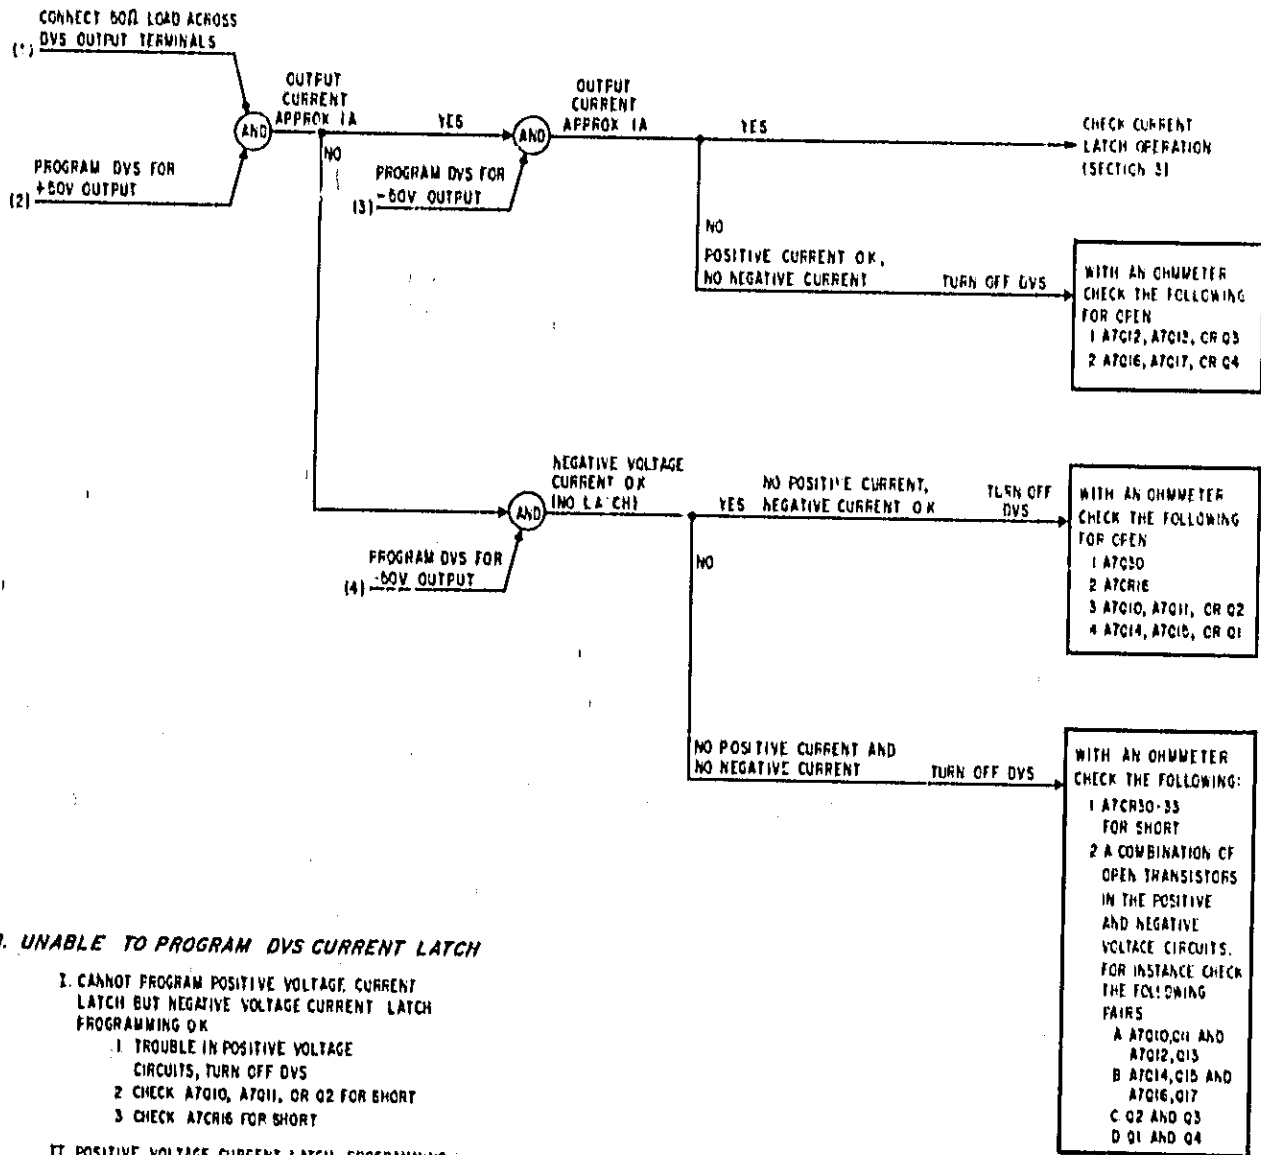 CONNECT 50Ω LOAD ACROSS
(1) DVS OUTPUT TERMINALS
AND
OUTPUT
CURRENT
APPROX 1A
YES
NO
PROGRAM DVS FOR
(2) +50V OUTPUT
AND
PROGRAM DVS FOR
(3) -50V OUTPUT
OUTPUT
CURRENT
APPROX 1A
YES
CHECK CURRENT
LATCH OPERATION
(SECTION 3)
NO
POSITIVE CURRENT OK,
NO NEGATIVE CURRENT
TURN OFF DVS
WITH AN OHMMETER
CHECK THE FOLLOWING
FOR OPEN
1 A7Q12, A7Q13, OR Q3
2 A7Q16, A7Q17, OR Q4
AND
PROGRAM DVS FOR
(4) -50V OUTPUT
NEGATIVE VOLTAGE
CURRENT OK
(NO LATCH)
YES
NO POSITIVE CURRENT,
NEGATIVE CURRENT OK
TURN OFF
DVS
WITH AN OHMMETER
CHECK THE FOLLOWING
FOR OPEN
1 A7Q30
2 A7CR16
3 A7Q10, A7Q11, OR Q2
4 A7Q14, A7Q15, OR Q1
NO
NO POSITIVE CURRENT AND
NO NEGATIVE CURRENT
TURN OFF DVS
WITH AN OHMMETER
CHECK THE FOLLOWING:
1 A7CR30-33
FOR SHORT
2 A COMBINATION OF
OPEN TRANSISTORS
IN THE POSITIVE
AND NEGATIVE
VOLTAGE CIRCUITS.
FOR INSTANCE CHECK
THE FOLLOWING
PAIRS
A A7Q10,Q11 AND
A7Q12,Q13
B A7Q14,Q15 AND
A7Q16,Q17
C Q2 AND Q3
D Q1 AND Q4
UNABLE TO PROGRAM DVS CURRENT LATCH
I. CANNOT PROGRAM POSITIVE VOLTAGE CURRENT
LATCH BUT NEGATIVE VOLTAGE CURRENT LATCH
PROGRAMMING OK
1 TROUBLE IN POSITIVE VOLTAGE
CIRCUITS, TURN OFF DVS
2 CHECK A7Q10, A7Q11, OR Q2 FOR SHORT
3 CHECK A7CR16 FOR SHORT
II. POSITIVE VOLTAGE CURRENT LATCH PROGRAMMING